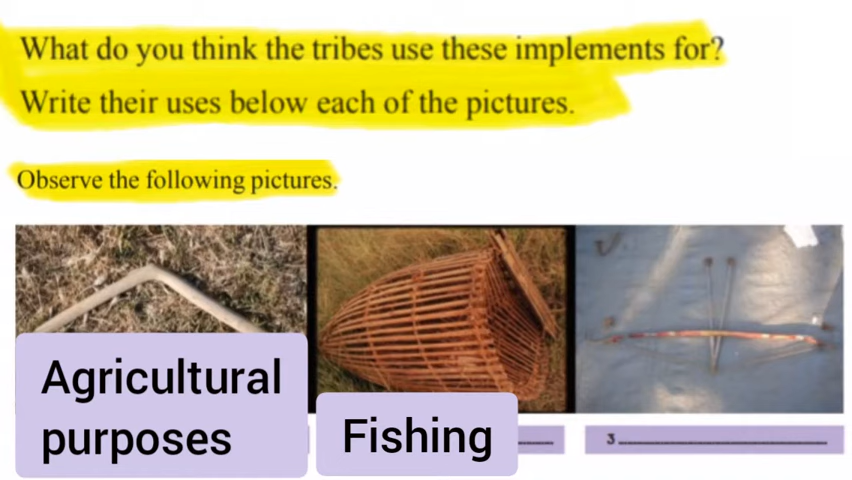 What do you think the tribes use these implements for?
Write their uses below each of the pictures.
Observe the following pictures.
Agricultural
purposes
Fishing
3